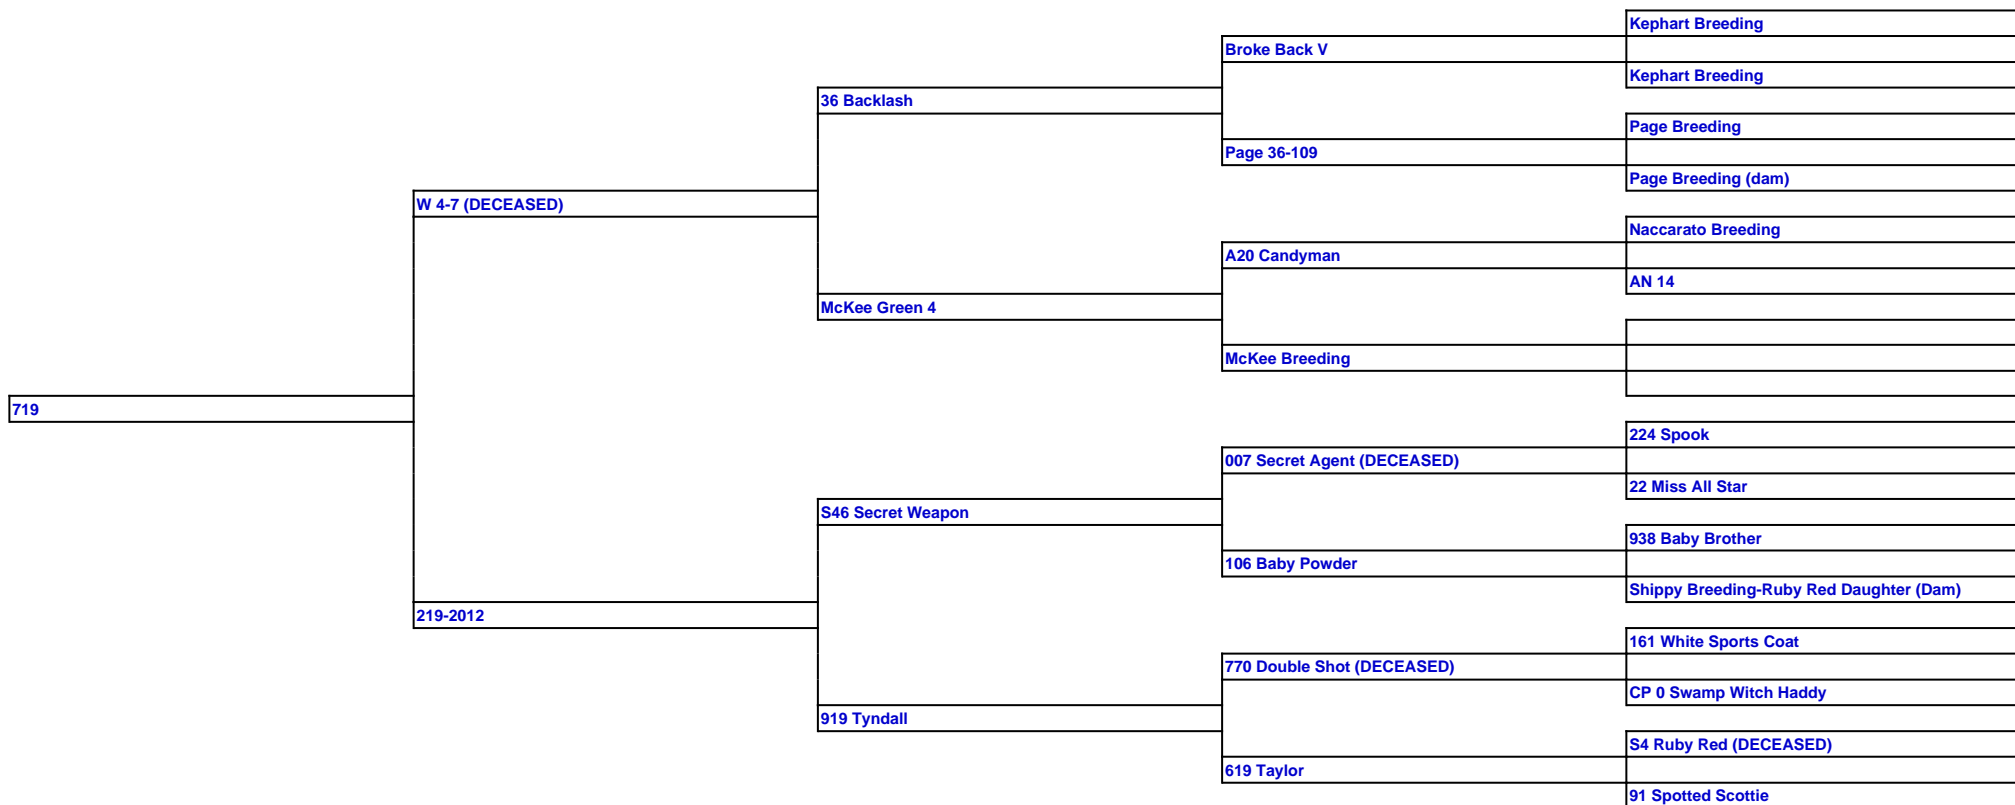 Kephart Breeding
Broke Back V
Kephart Breeding
36 Backlash
Page Breeding
Page 36-109
Page Breeding (dam)
W 4-7 (DECEASED)
Naccarato Breeding
A20 Candyman
AN 14
McKee Green 4
McKee Breeding
719
224 Spook
007 Secret Agent (DECEASED)
22 Miss All Star
S46 Secret Weapon
938 Baby Brother
106 Baby Powder
Shippy Breeding-Ruby Red Daughter (Dam)
219-2012
161 White Sports Coat
770 Double Shot (DECEASED)
CP 0 Swamp Witch Haddy
919 Tyndall
S4 Ruby Red (DECEASED)
619 Taylor
91 Spotted Scottie